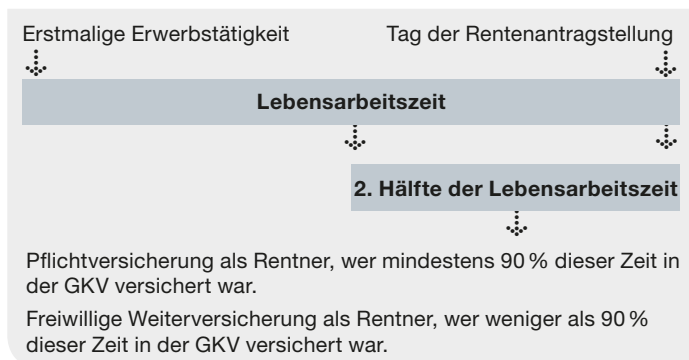 Erstmalige Erwerbstätigkeit
Tag der Rentenantragstellung
Lebensarbeitszeit
2. Hälfte der Lebensarbeitszeit
Pflichtversicherung als Rentner, wer mindestens 90 % dieser Zeit in
der GKV versichert war.
Freiwillige Weiterversicherung als Rentner, wer weniger als 90 %
dieser Zeit in der GKV versichert war.